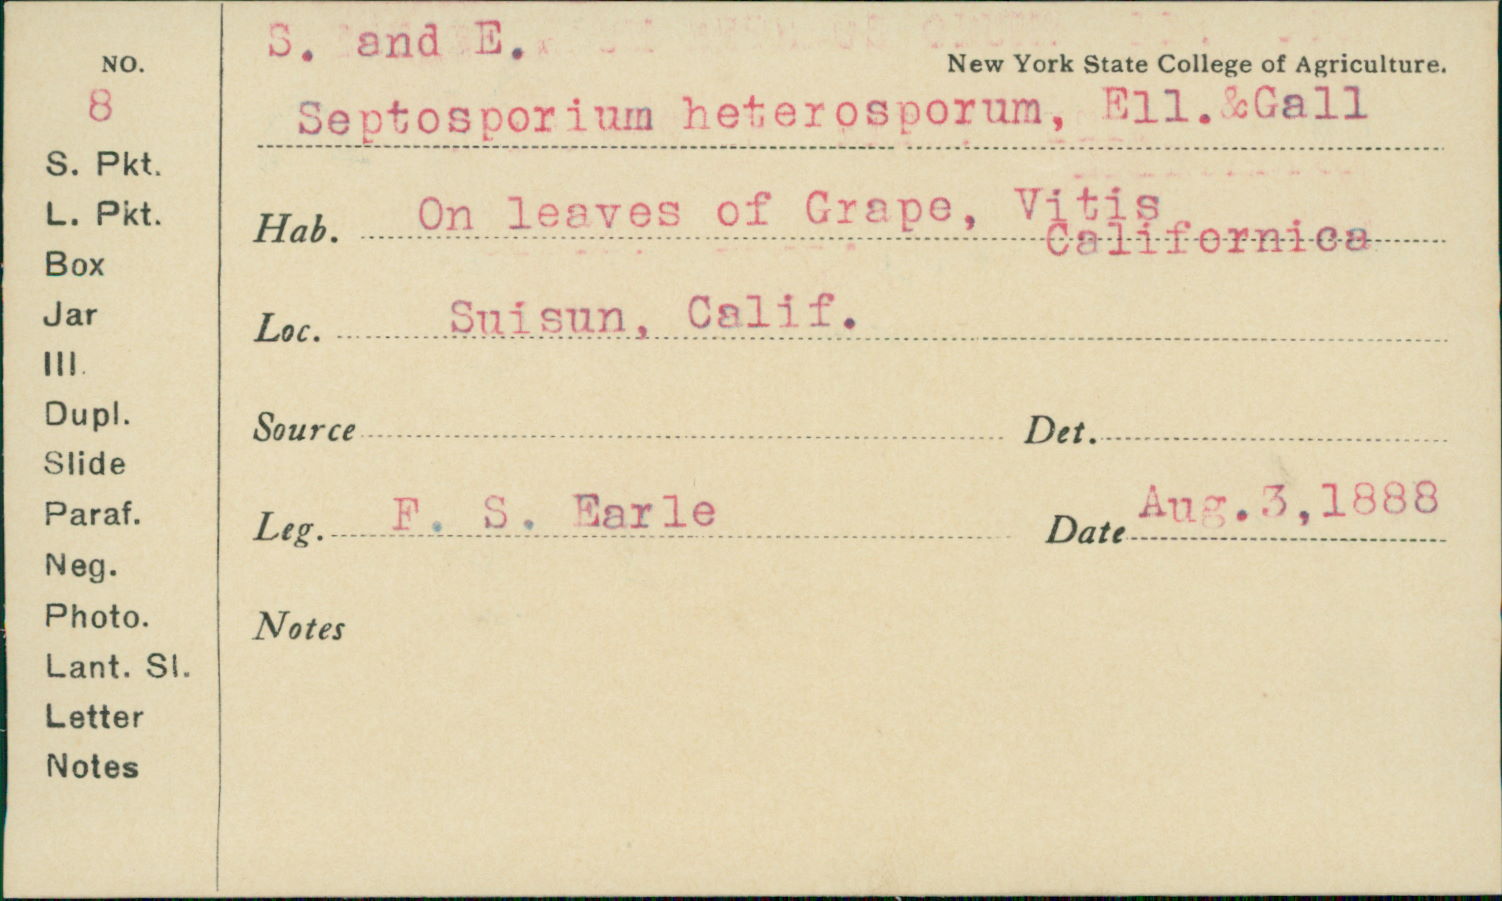 S. and E.
NO.
New York State College of Agriculture.
8
Septosporium heterosporum, Ell.&Gall
S. Pkt.
L. Pkt.
Hab. On leaves of Grape, Vitis
Californica
Box
Jar
Loc. Suisun, Calif.
Ill.
Dupl.
Source Det.
Slide
Paraf.
Leg. F. S. Earle Date Aug.3,1888
Neg.
Photo.
Notes
Lant. Sl.
Letter
Notes